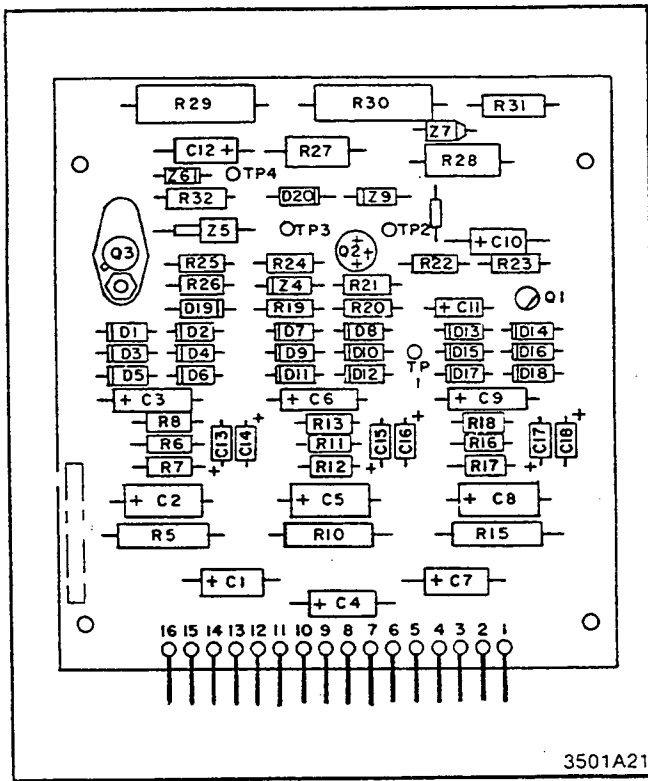 R29 R30 R31
Z7
C12 + R27 R28
Z6 TP4
R32 D20 Z9
Z5 TP3 TP2
+ C10
Q3 Q2
R25 R24 R22 R23
R26 Z4 R21
Q1
D19 R19 R20 + C11
D1 D2 D7 D8 D13 D14
D3 D4 D9 D10 D15 D16
TP
1
D5 D6 D11 D12 D17 D18
+ C3 + C6 + C9
R8 R13 R18
R6 C13 C14 + R11 C15 C16 + R16 C17 C18 +
R7 + R12 + R17 +
+ C2 + C5 + C8
R5 R10 R15
+ C1 + C7
+ C4
16 15 14 13 12 11 10 9 8 7 6 5 4 3 2 1
3501A21